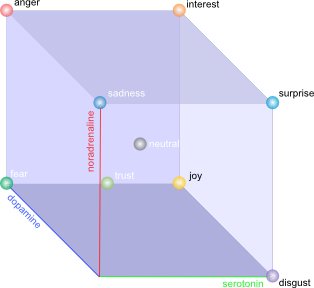 anger
interest
sadness
surprise
noradrenaline
neutral
fear
trust
joy
dopamine
serotonin
disgust